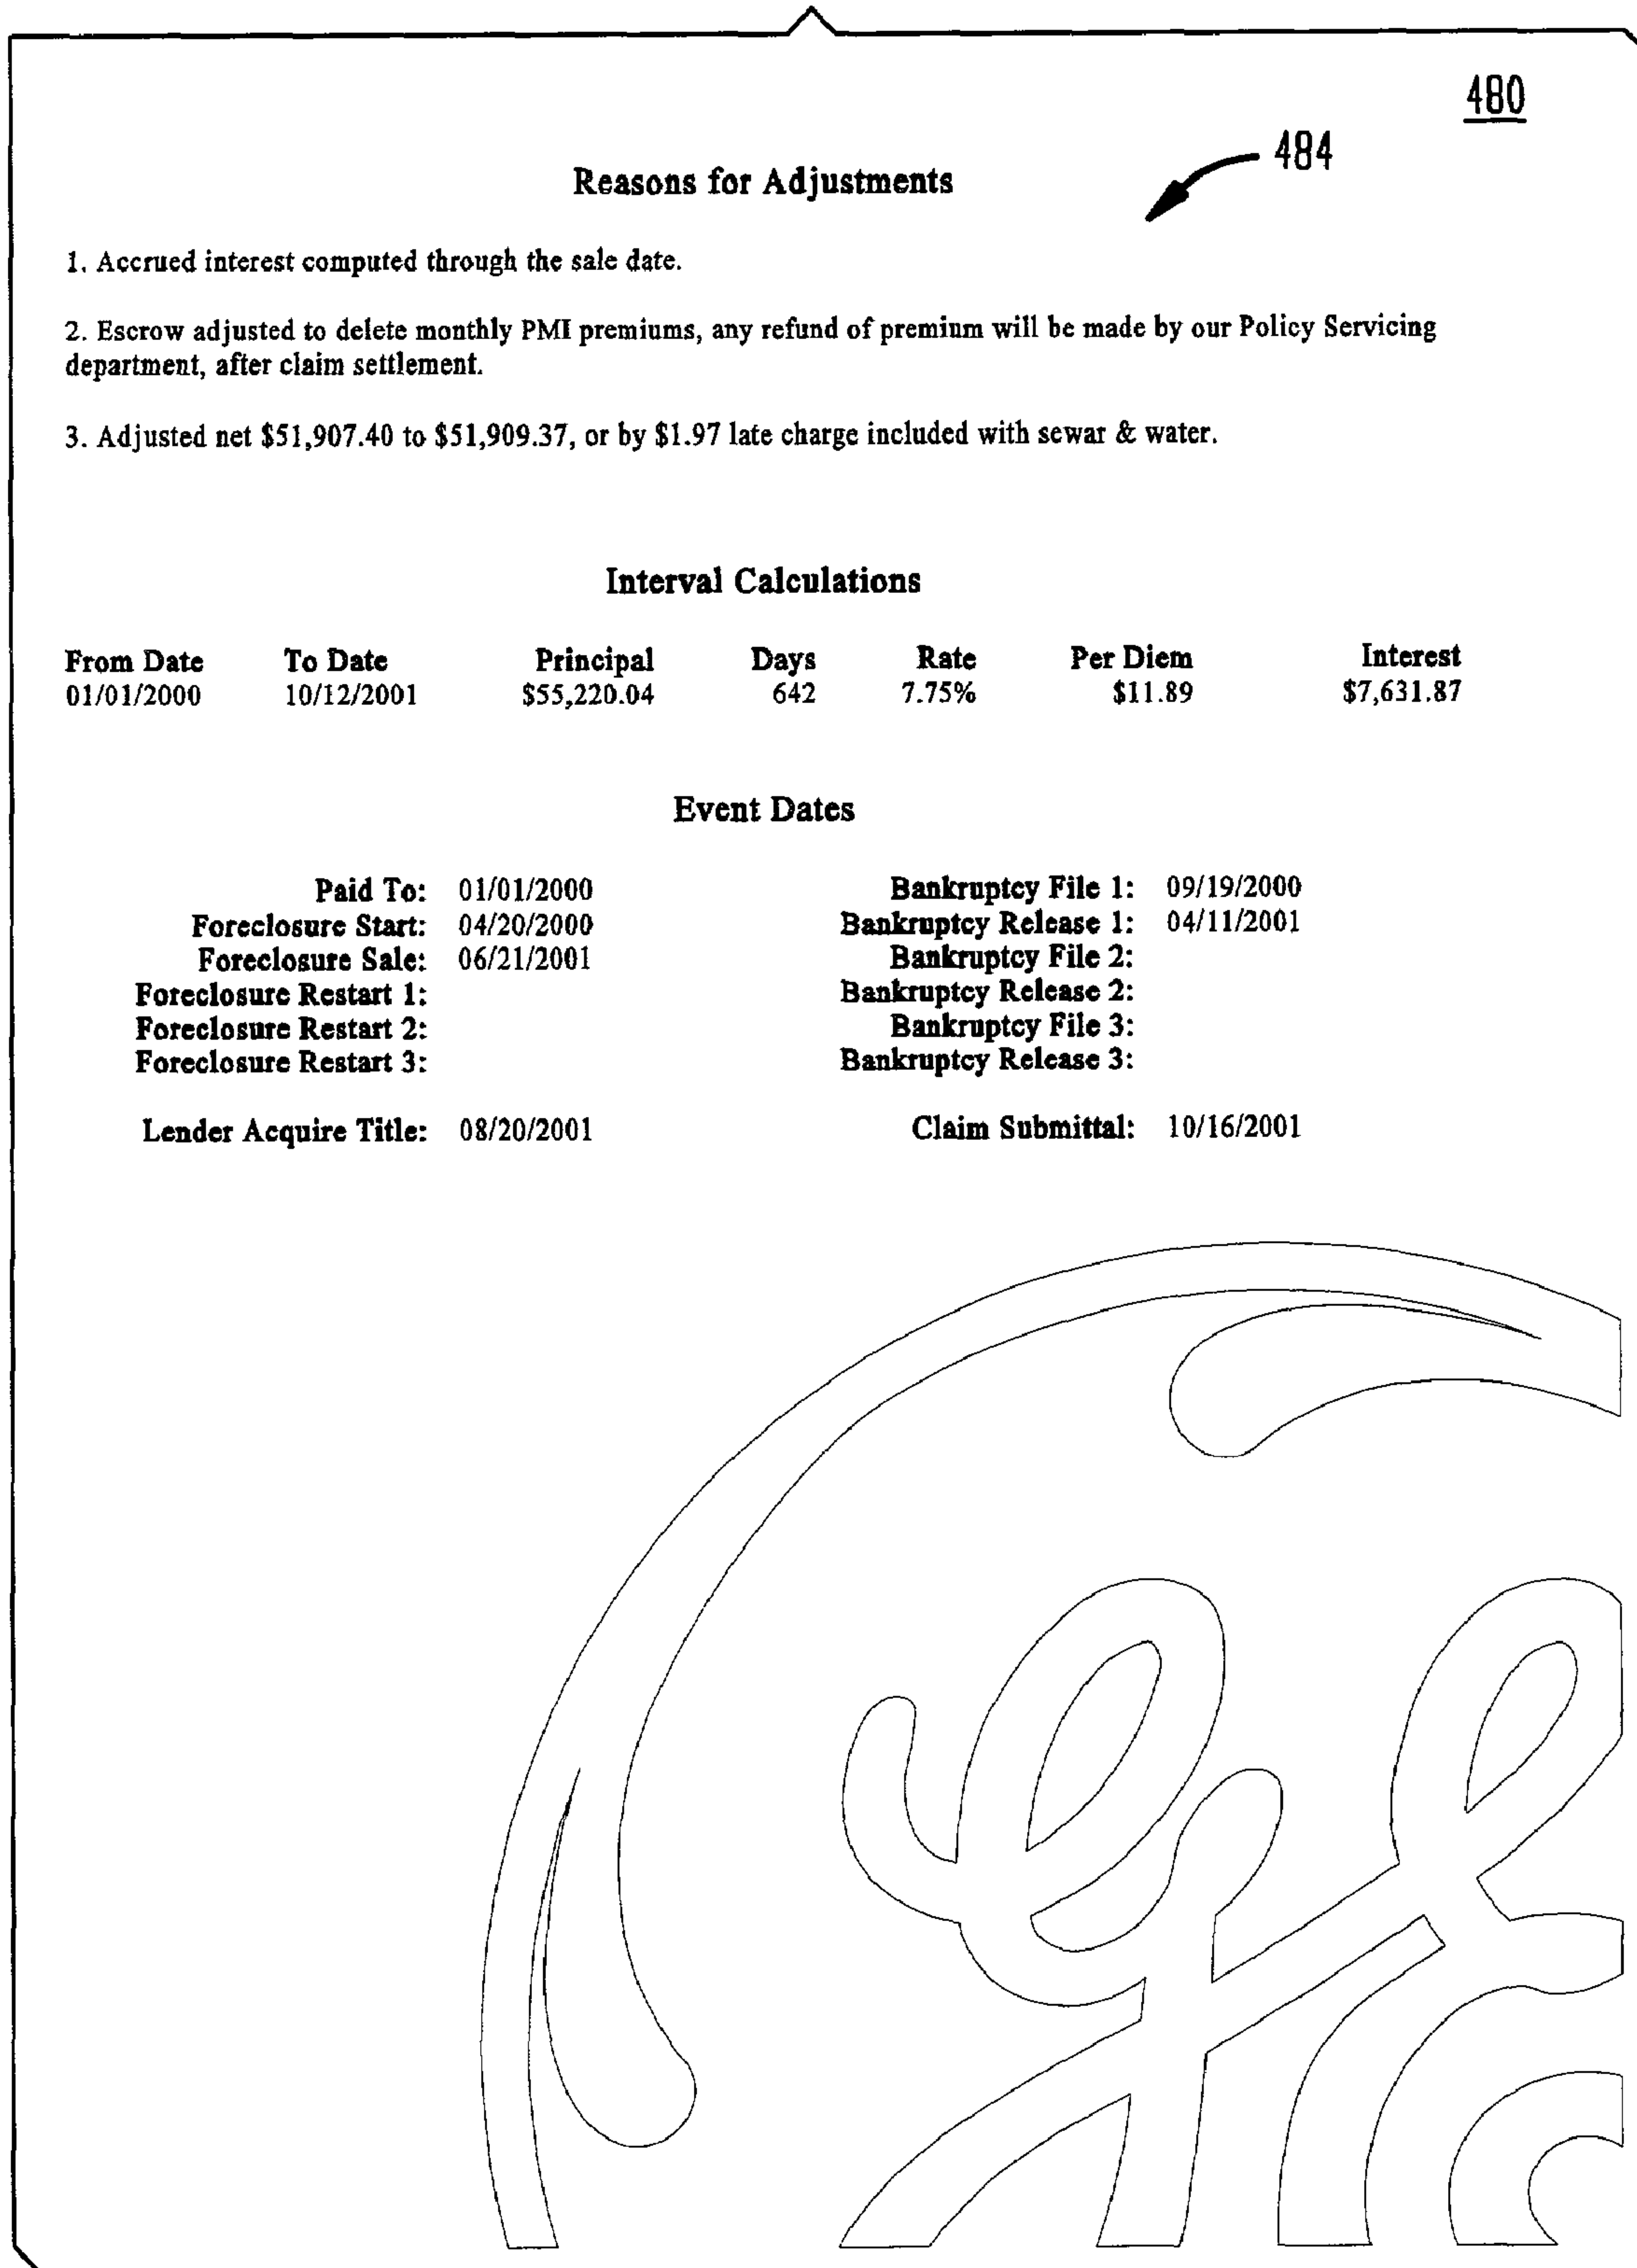 480
484
Reasons for Adjustments
1. Accrued interest computed through the sale date.
2. Escrow adjusted to delete monthly PMI premiums, any refund of premium will be made by our Policy Servicing
department, after claim settlement.
3. Adjusted net $51,907.40 to $51,909.37, or by $1.97 late charge included with sewar & water.
Interval Calculations
From Date To Date Principal Days Rate Per Diem Interest
01/01/2000 10/12/2001 $55,220.04 642 7.75% $11.89 $7,631.87
Event Dates
Paid To: 01/01/2000 Bankruptcy File 1: 09/19/2000
Foreclosure Start: 04/20/2000 Bankruptcy Release 1: 04/11/2001
Foreclosure Sale: 06/21/2001 Bankruptcy File 2:
Foreclosure Restart 1: Bankruptcy Release 2:
Foreclosure Restart 2: Bankruptcy File 3:
Foreclosure Restart 3: Bankruptcy Release 3:
Lender Acquire Title: 08/20/2001 Claim Submittal: 10/16/2001